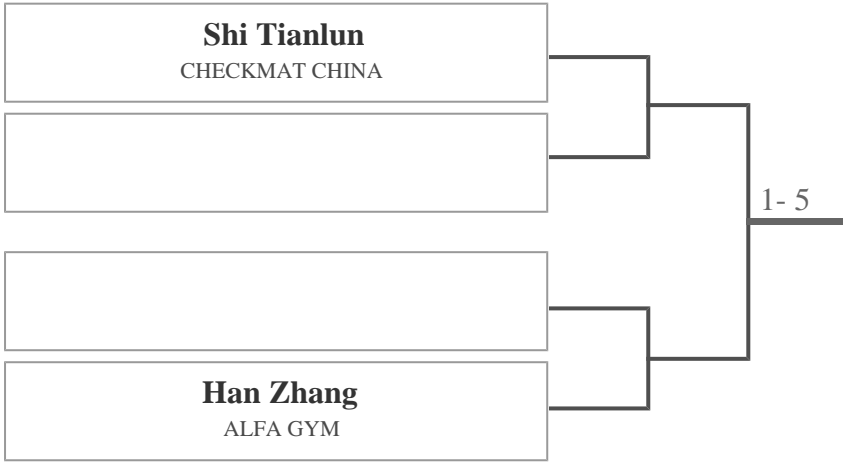 Shi Tianlun
CHECKMAT CHINA
1- 5
Han Zhang
ALFA GYM